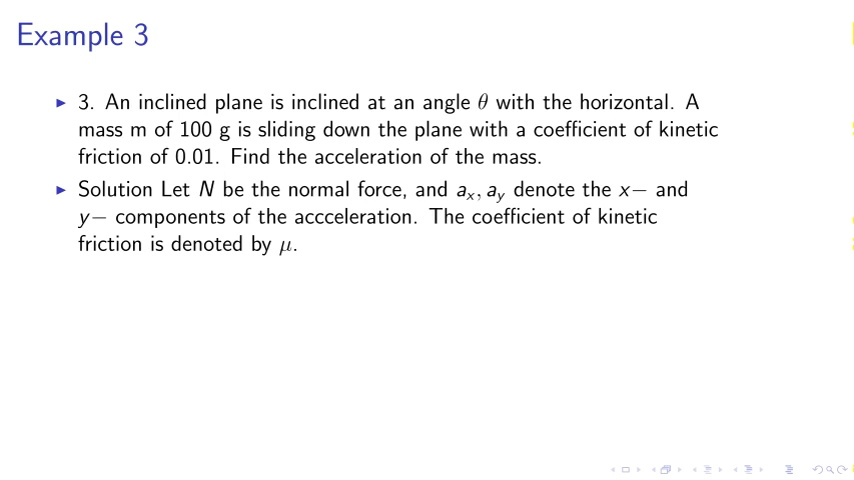 Example 3
3. An inclined plane is inclined at an angle θ with the horizontal. A
mass m of 100 g is sliding down the plane with a coefficient of kinetic
friction of 0.01. Find the acceleration of the mass.
Solution Let N be the normal force, and aₓ, a_y denote the x− and
y− components of the accceleration. The coefficient of kinetic
friction is denoted by μ.